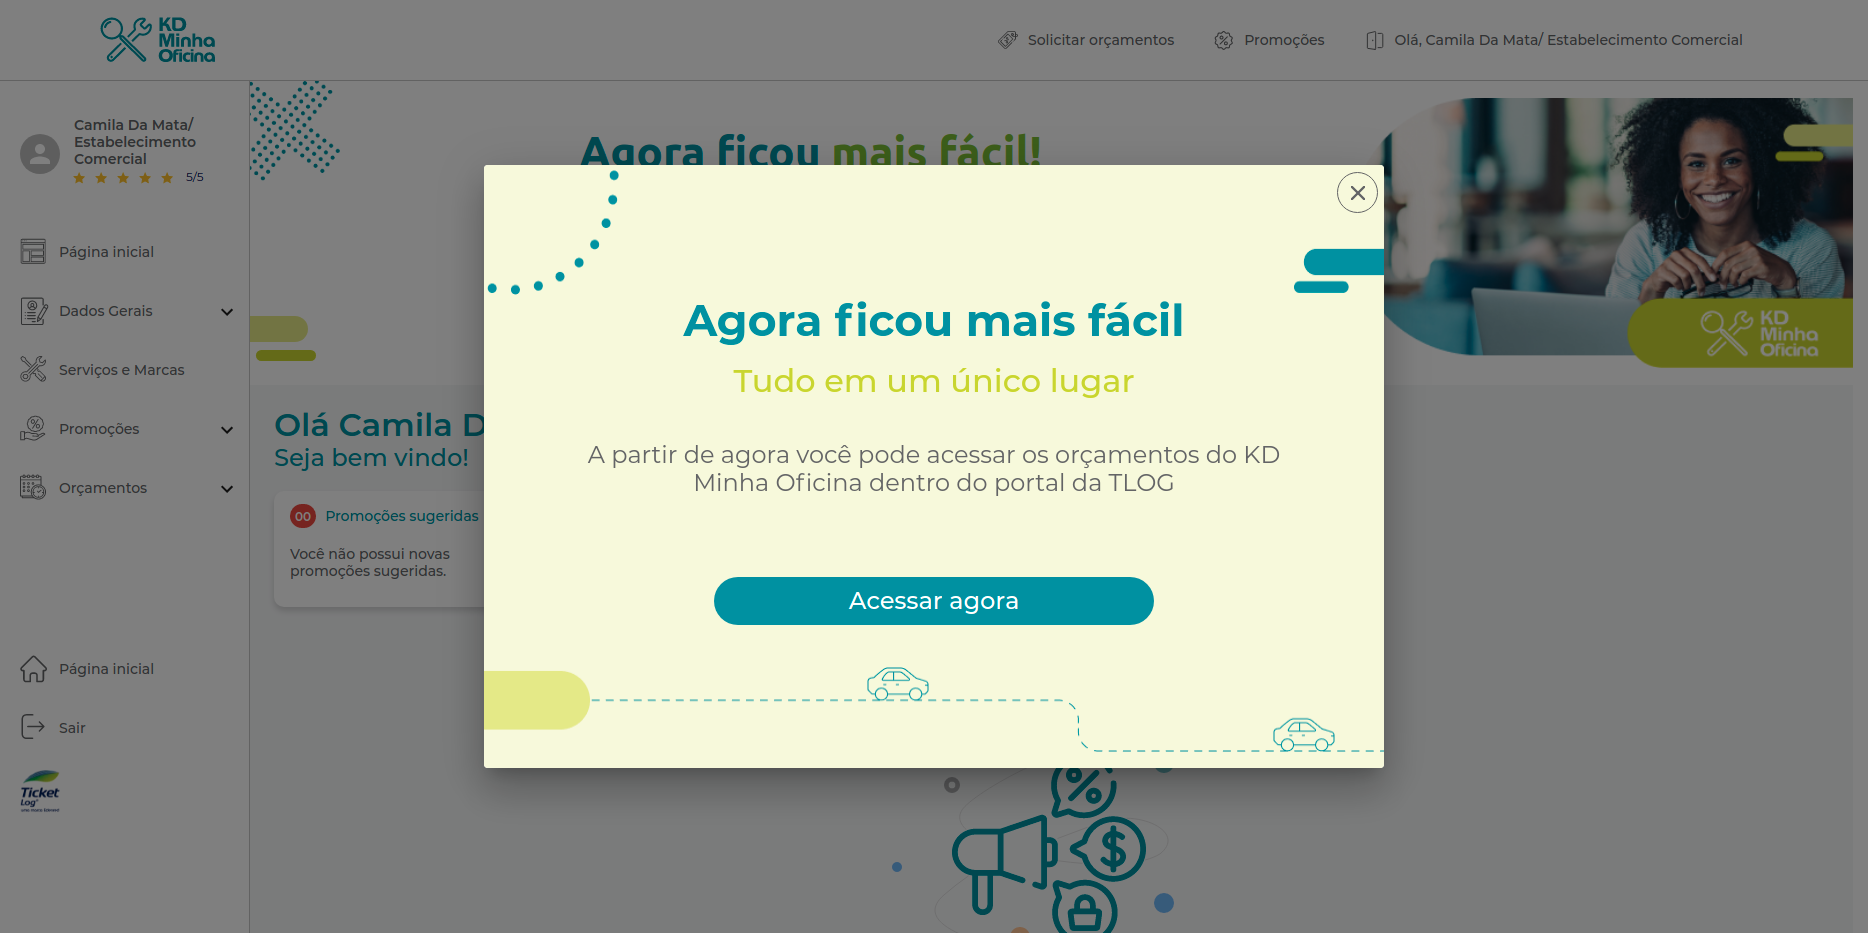 KD
Minha
Oficina
Solicitar orçamentos
Promoções
Olá, Camila Da Mata/ Estabelecimento Comercial
Camila Da Mata/
Estabelecimento
Comercial
5/5
Página inicial
Dados Gerais
Serviços e Marcas
Promoções
Orçamentos
Página inicial
Sair
Ticket
Log
Agora ficou mais fácil!
KD
Minha
Oficina
Olá Camila D
Seja bem vindo!
00 Promoções sugeridas
Você não possui novas
promoções sugeridas.
Agora ficou mais fácil
Tudo em um único lugar
A partir de agora você pode acessar os orçamentos do KD
Minha Oficina dentro do portal da TLOG
Acessar agora